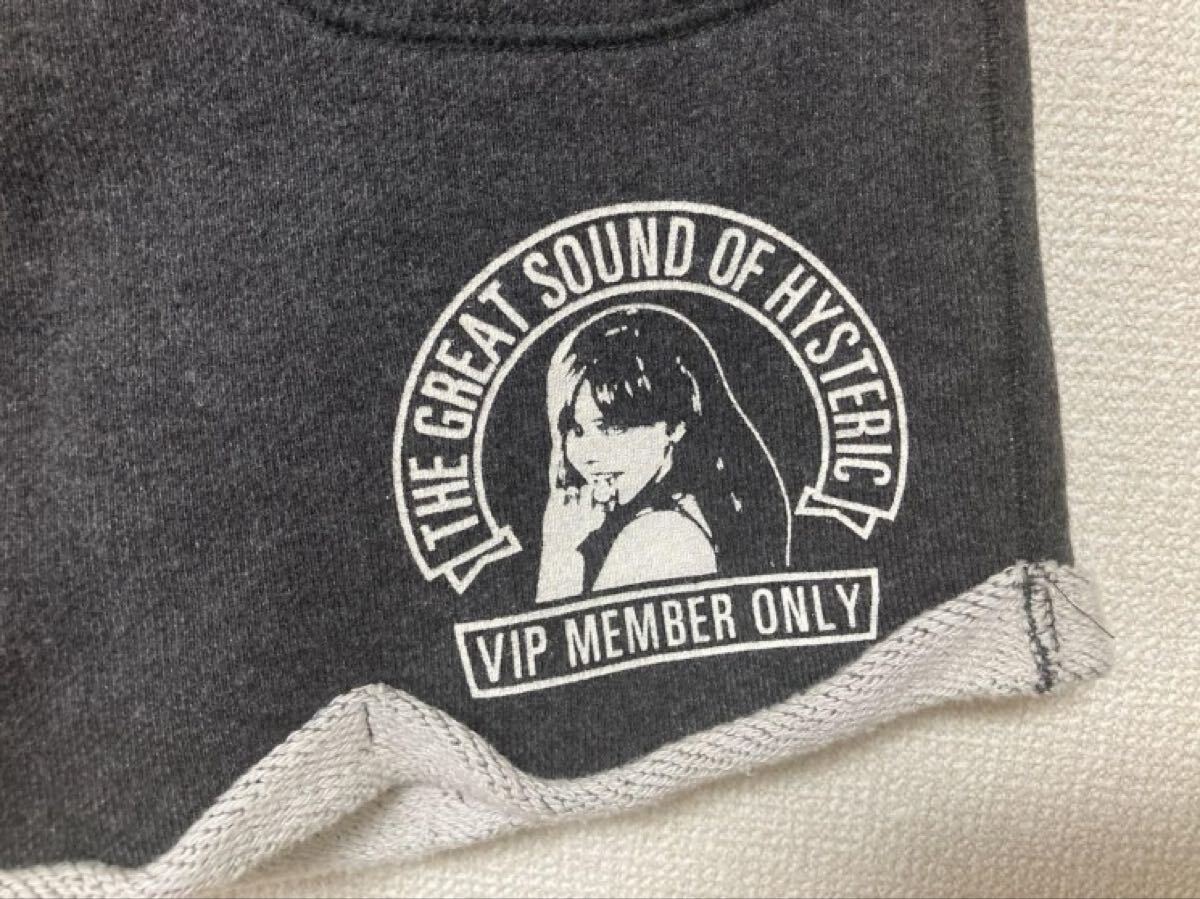 THE GREAT SOUND OF HYSTERIC
VIP MEMBER ONLY